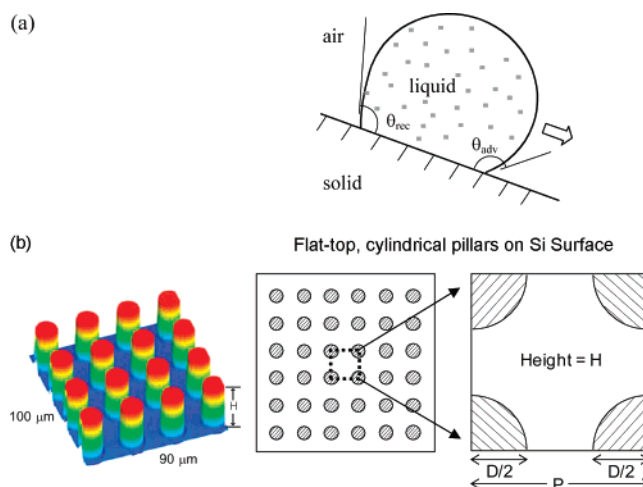 (a)
air
liquid
θrec
θadv
solid
(b)
Flat-top, cylindrical pillars on Si Surface
H
100 μm
90 μm
Height = H
D/2
D/2
P